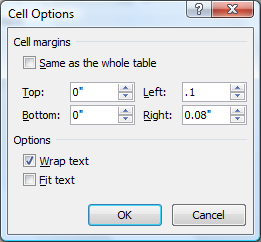 Cell Options
Cell margins
Same as the whole table
Top: 0" Left: .1
Bottom: 0" Right: 0.08"
Options
Wrap text
Fit text
OK Cancel